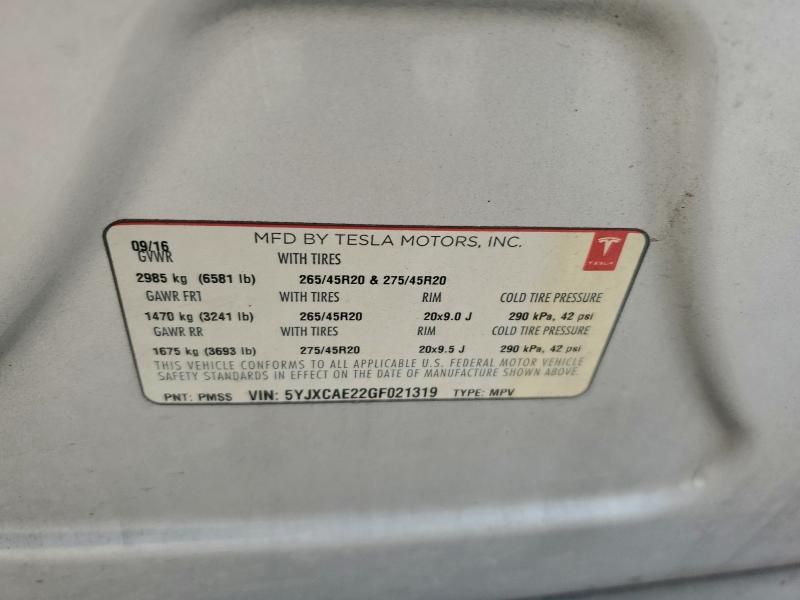 09/16 MFD BY TESLA MOTORS, INC.
GVWR WITH TIRES
TESLA
2985 kg (6581 lb) 265/45R20 & 275/45R20
GAWR FRT WITH TIRES RIM COLD TIRE PRESSURE
1470 kg (3241 lb) 265/45R20 20x9.0 J 290 kPa, 42 psi
GAWR RR WITH TIRES RIM COLD TIRE PRESSURE
1675 kg (3693 lb) 275/45R20 20x9.5 J 290 kPa, 42 psi
THIS VEHICLE CONFORMS TO ALL APPLICABLE U.S. FEDERAL MOTOR VEHICLE
SAFETY STANDARDS IN EFFECT ON THE DATE OF MANUFACTURE SHOWN ABOVE.
PNT: PMSS VIN: 5YJXCAE22GF021319 TYPE: MPV